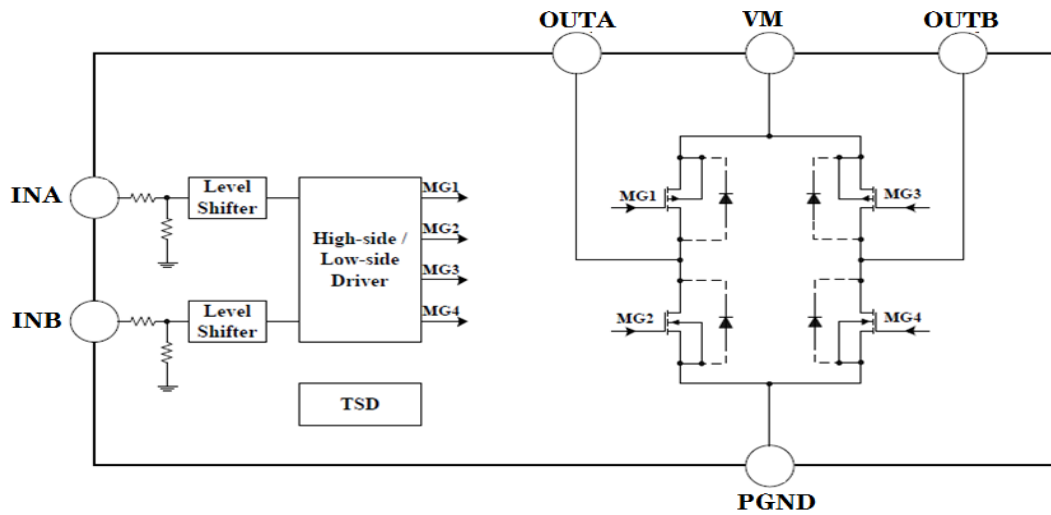 OUTA
VM
OUTB
INA
Level
Shifter
MG1
MG2
MG3
MG4
High-side /
Low-side
Driver
INB
Level
Shifter
TSD
MG1
MG3
MG2
MG4
PGND